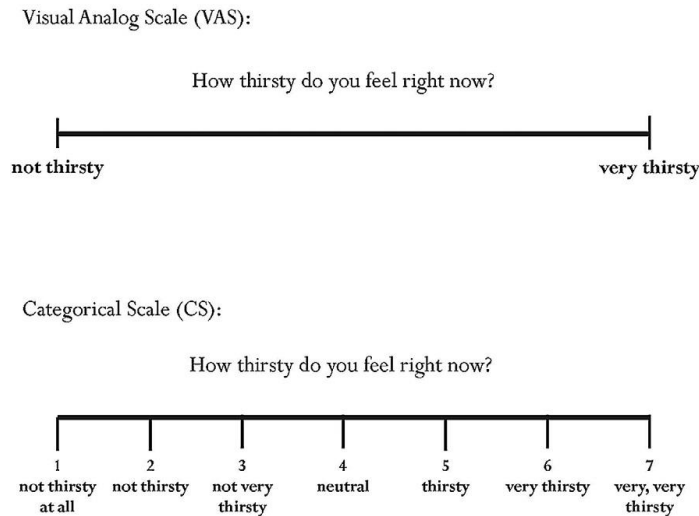 Visual Analog Scale (VAS):
How thirsty do you feel right now?
not thirsty very thirsty
Categorical Scale (CS):
How thirsty do you feel right now?
1 2 3 4 5 6 7
not thirsty not thirsty not very neutral thirsty very thirsty very, very
at all thirsty thirsty